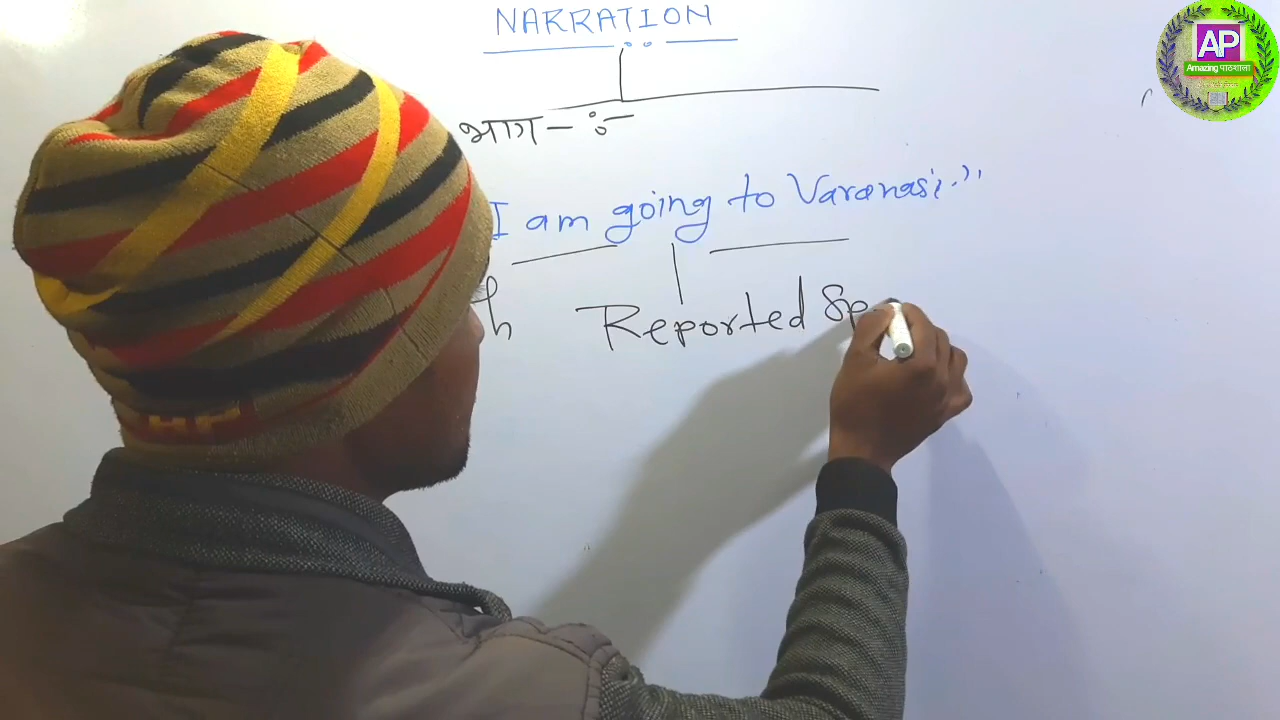 NARRATION
भाग -:-
I am going to Varanasi."
h Reported Sp
AP
Amazing पाठशाला